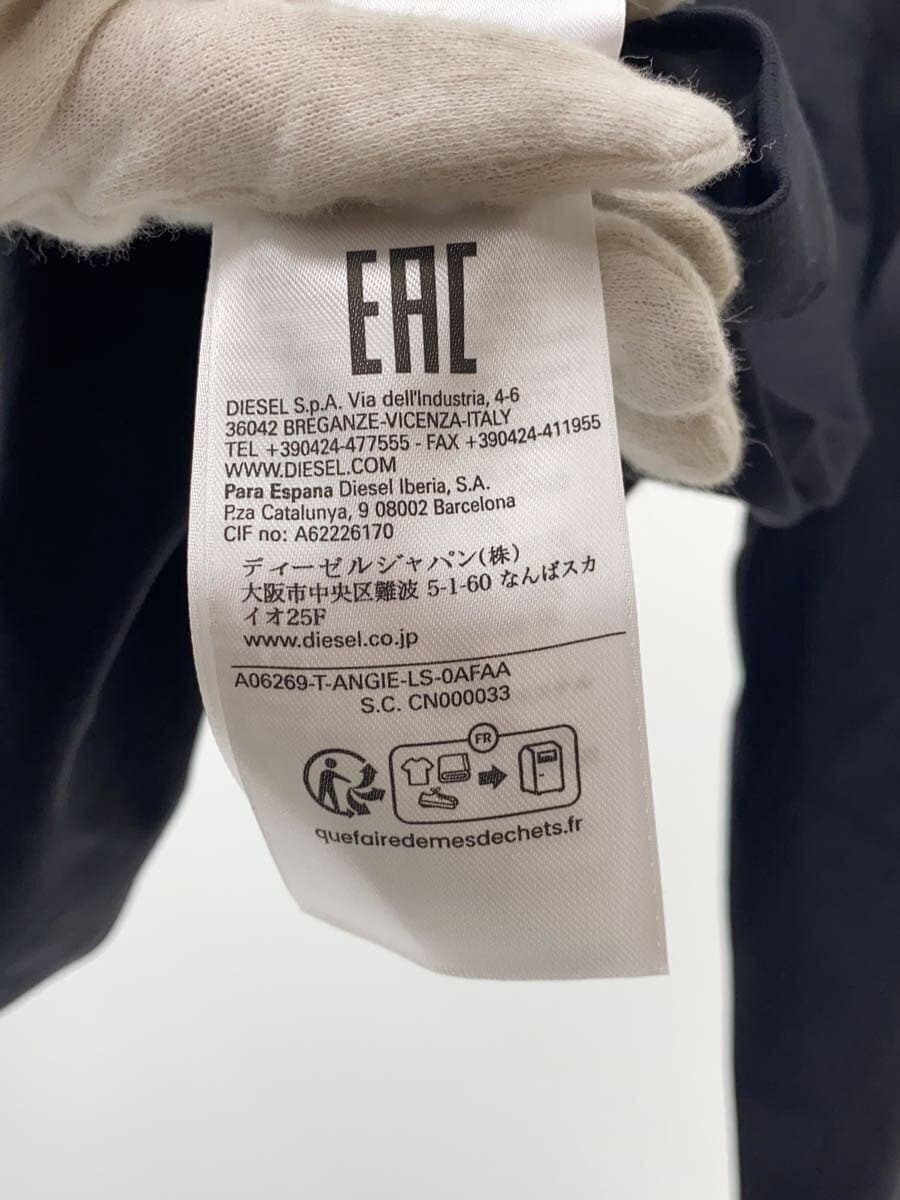 EAC
DIESEL S.p.A. Via dell'Industria, 4-6
36042 BREGANZE-VICENZA-ITALY
TEL +390424-477555 - FAX +390424-411955
WWW.DIESEL.COM
Para Espana Diesel Iberia, S.A.
P.za Catalunya, 9 08002 Barcelona
CIF no: A62226170
ディーゼルジャパン(株)
大阪市中央区難波 5-1-60 なんばスカ
イオ25F
www.diesel.co.jp
A06269-T-ANGIE-LS-0AFAA
S.C. CN000033
FR
quefairedemesdechets.fr